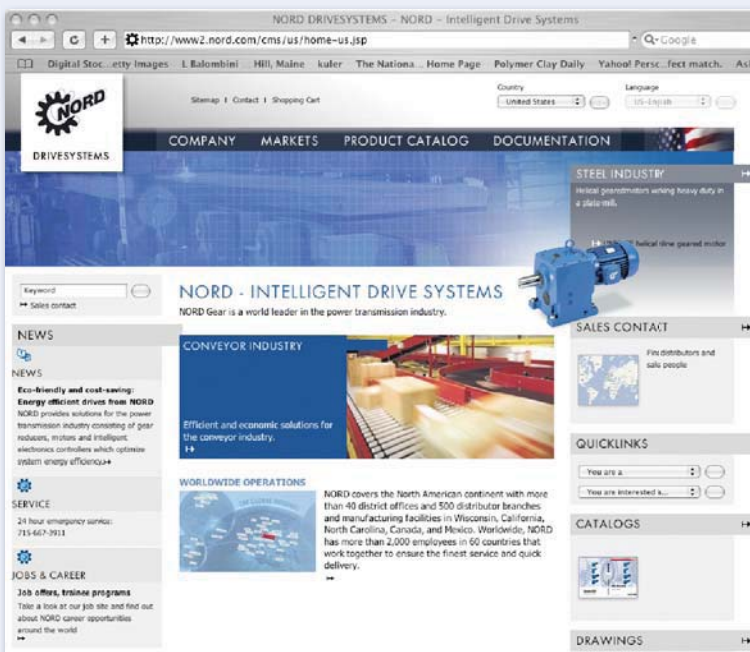 NORD DRIVESYSTEMS – NORD – Intelligent Drive Systems
http://www2.nord.com/cms/us/home-us.jsp
Q- Google
Digital Stoc...etty Images L Balombini Hill, Maine kuler The Nationa... Home Page Polymer Clay Daily Yahoo! Persc...fect match.
NORD
DRIVESYSTEMS
Sitemap I Contact I Shopping Cart
Country
United States
Language
US-English
COMPANY MARKETS PRODUCT CATALOG DOCUMENTATION
STEEL INDUSTRY
Helical gearedmotors working heavy duty in
a plate-mill.
helical inline geared motor
Keyword
Sales contact
NORD - INTELLIGENT DRIVE SYSTEMS
NORD Gear is a world leader in the power transmission industry.
NEWS
NEWS
Eco-friendly and cost-saving:
Energy efficient drives from NORD
NORD provides solutions for the power
transmission industry consisting of gear
reducers, motors and intelligent
electronics controllers which optimize
system energy efficiency.
SERVICE
24 hour emergency service:
715-667-3911
JOBS & CAREER
Job offers, trainee programs
Take a look at our job site and find out
about NORD career opportunities
around the world
CONVEYOR INDUSTRY
Efficient and economic solutions for
the conveyor industry.
WORLDWIDE OPERATIONS
NORD covers the North American continent with more
than 40 district offices and 500 distributor branches
and manufacturing facilities in Wisconsin, California,
North Carolina, Canada, and Mexico. Worldwide, NORD
has more than 2,000 employees in 60 countries that
work together to ensure the finest service and quick
delivery.
SALES CONTACT
Find distributors and
sale people
QUICKLINKS
You are a
You are interested a...
CATALOGS
DRAWINGS